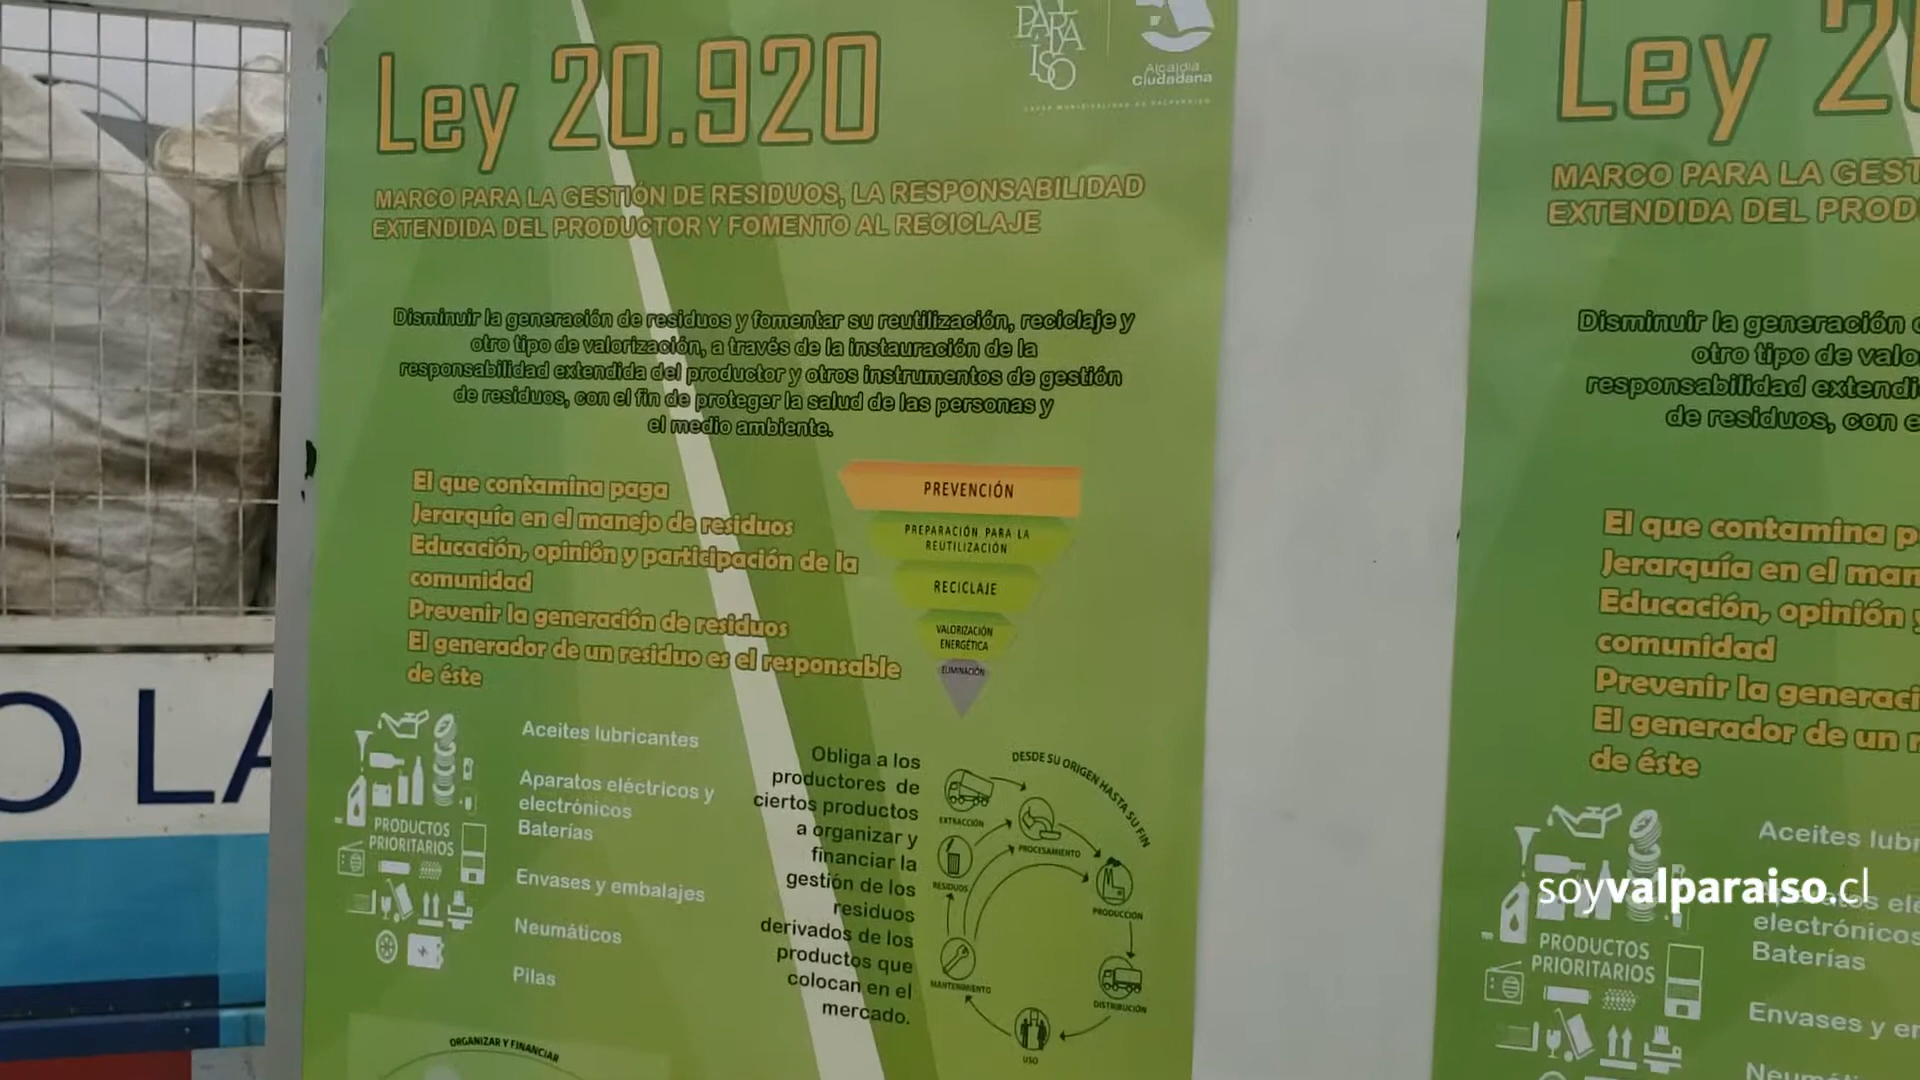 PARA
ÍSO
Alcaldía
Ciudadana
Ley 20.920
MARCO PARA LA GESTIÓN DE RESIDUOS, LA RESPONSABILIDAD
EXTENDIDA DEL PRODUCTOR Y FOMENTO AL RECICLAJE
Disminuir la generación de residuos y fomentar su reutilización, reciclaje y
otro tipo de valorización, a través de la instauración de la
responsabilidad extendida del productor y otros instrumentos de gestión
de residuos, con el fin de proteger la salud de las personas y
el medio ambiente.
El que contamina paga
Jerarquía en el manejo de residuos
Educación, opinión y participación de la
comunidad
Prevenir la generación de residuos
El generador de un residuo es el responsable
de éste
PREVENCIÓN
PREPARACIÓN PARA LA
REUTILIZACIÓN
RECICLAJE
VALORIZACIÓN
ENERGÉTICA
ELIMINACIÓN
PRODUCTOS
PRIORITARIOS
Aceites lubricantes
Aparatos eléctricos y
electrónicos
Baterías
Envases y embalajes
Neumáticos
Pilas
Obliga a los
productores de
ciertos productos
a organizar y
financiar la
gestión de los
residuos
derivados de los
productos que
colocan en el
mercado.
DESDE SU ORIGEN HASTA SU FIN
EXTRACCIÓN
PROCESAMIENTO
RESIDUOS
PRODUCCIÓN
MANTENIMIENTO
DISTRIBUCIÓN
USO
ORGANIZAR Y FINANCIAR
O LA
Ley 20
MARCO PARA LA GEST
EXTENDIDA DEL PROD
Disminuir la generación
otro tipo de valo
responsabilidad extendi
de residuos, con e
El que contamina p
Jerarquía en el man
Educación, opinión y
comunidad
Prevenir la generaci
El generador de un r
de éste
Aceites lubr
soyvalparaiso.cl
electrónicos
Baterías
PRODUCTOS
PRIORITARIOS
Envases y em
Neumá